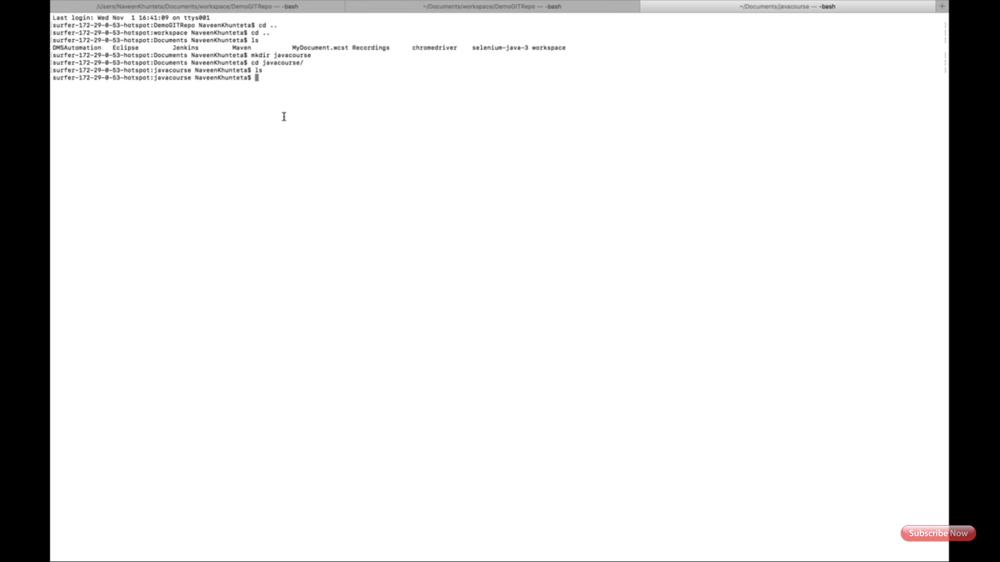 /Users/NaveenKhunteta/Documents/workspace/DemoGITRepo — -bash
~/Documents/workspace/DemoGITRepo — -bash
~/Documents/javacourse — -bash
+
Last login: Wed Nov  1 16:41:09 on ttys001
[surfer-172-29-0-53-hotspot:DemoGITRepo NaveenKhunteta$ cd .. ]
[surfer-172-29-0-53-hotspot:workspace NaveenKhunteta$ cd .. ]
[surfer-172-29-0-53-hotspot:Documents NaveenKhunteta$ ls ]
DMSAutomation Eclipse Jenkins Maven MyDocument.wcst Recordings chromedriver selenium-java-3 workspace
[surfer-172-29-0-53-hotspot:Documents NaveenKhunteta$ mkdir javacourse ]
[surfer-172-29-0-53-hotspot:Documents NaveenKhunteta$ cd javacourse/ ]
[surfer-172-29-0-53-hotspot:javacourse NaveenKhunteta$ ls ]
surfer-172-29-0-53-hotspot:javacourse NaveenKhunteta$
Subscribe Now